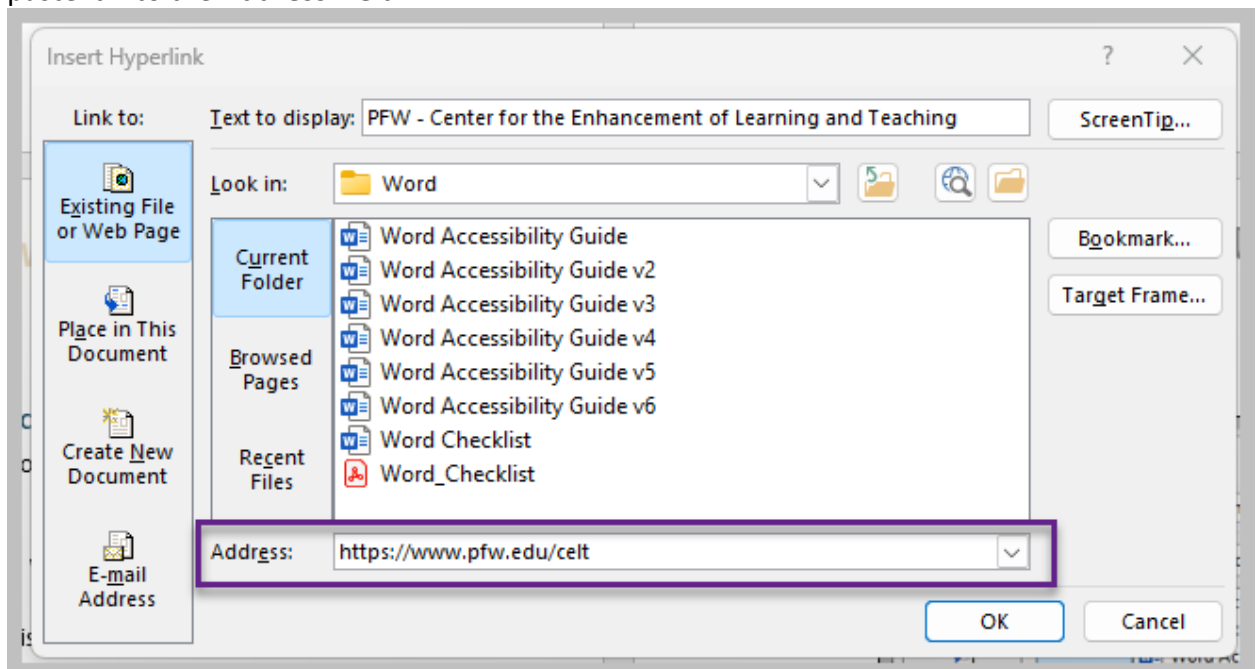 Insert Hyperlink
?
Link to:
Text to display: PFW - Center for the Enhancement of Learning and Teaching
ScreenTip...
Existing File
or Web Page
Look in:
Word
Current
Folder
Word Accessibility Guide
Word Accessibility Guide v2
Word Accessibility Guide v3
Word Accessibility Guide v4
Word Accessibility Guide v5
Word Accessibility Guide v6
Word Checklist
Word_Checklist
Bookmark...
Target Frame...
Place in This
Document
Browsed
Pages
Create New
Document
Recent
Files
E-mail
Address
Address: https://www.pfw.edu/celt
OK
Cancel